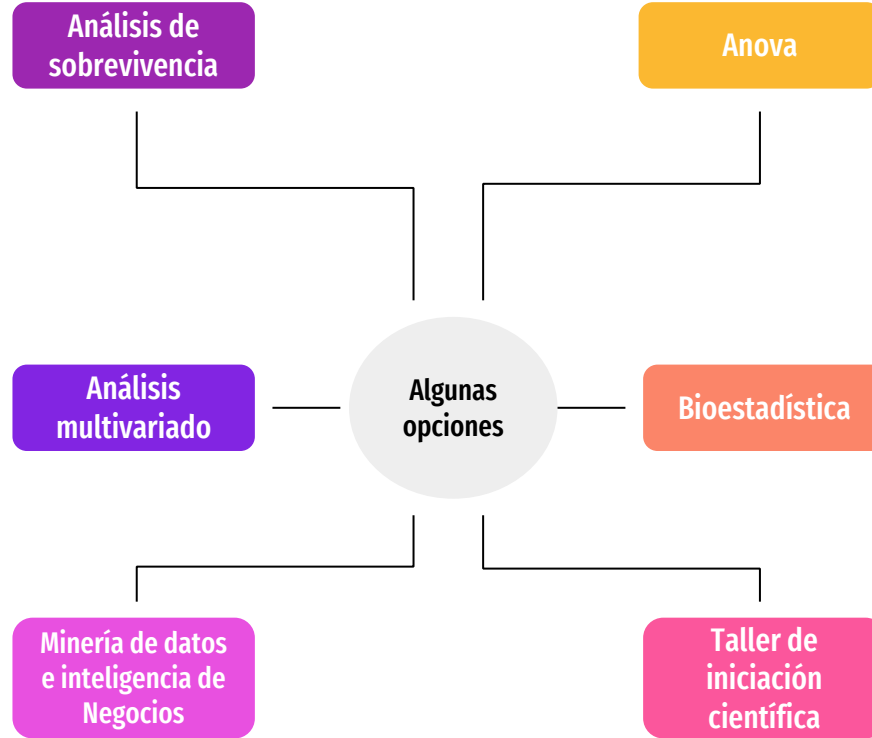 Análisis de
sobrevivencia
Anova
Análisis
multivariado
Algunas
opciones
Bioestadística
Minería de datos
e inteligencia de
Negocios
Taller de
iniciación
científica